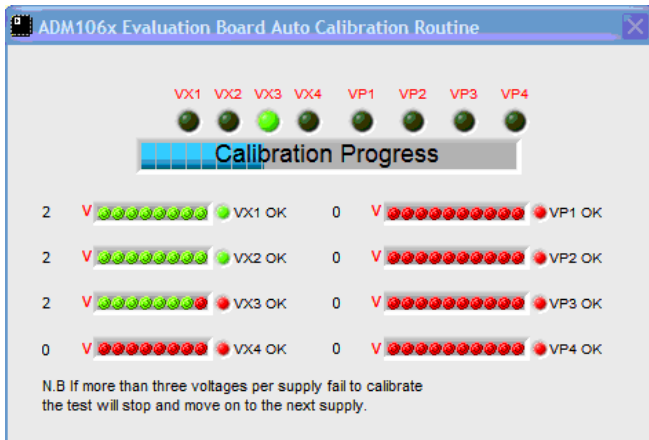 ADM106x Evaluation Board Auto Calibration Routine
VX1 VX2 VX3 VX4 VP1 VP2 VP3 VP4
Calibration Progress
2 V VX1 OK 0 V VP1 OK
2 V VX2 OK 0 V VP2 OK
2 V VX3 OK 0 V VP3 OK
0 V VX4 OK 0 V VP4 OK
N.B If more than three voltages per supply fail to calibrate
the test will stop and move on to the next supply.